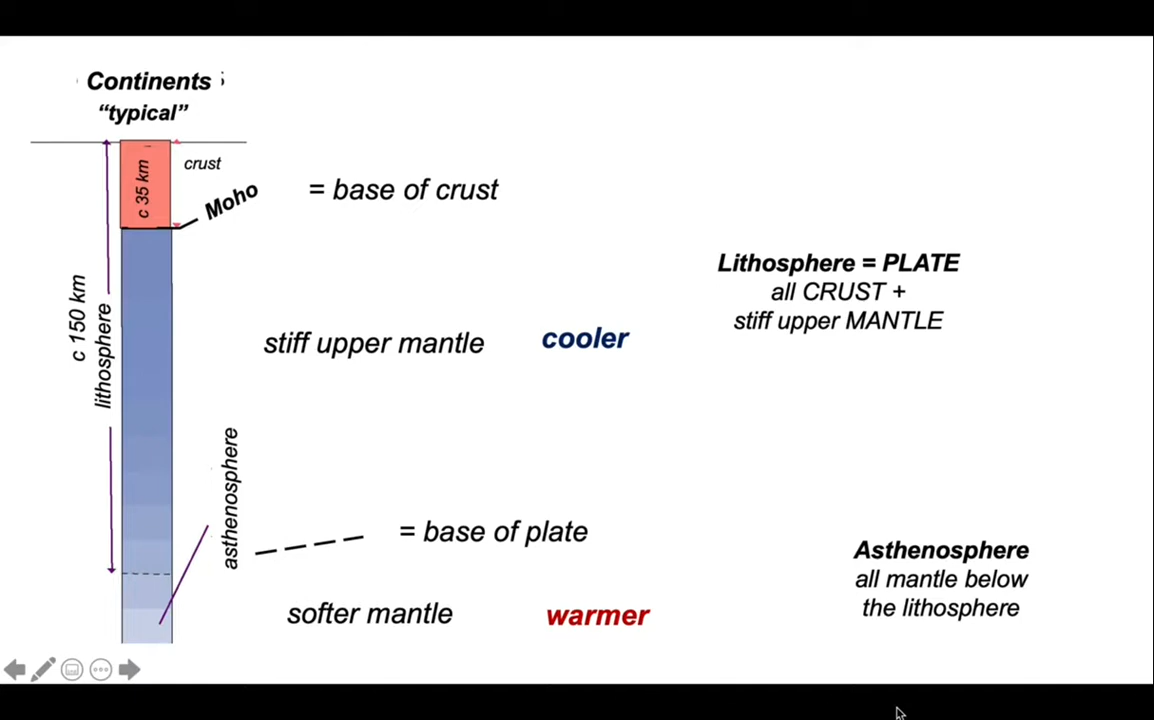 Continents
“typical”
crust
c 35 km
Moho
= base of crust
Lithosphere = PLATE
all CRUST +
stiff upper MANTLE
c 150 km
lithosphere
stiff upper mantle
cooler
asthenosphere
= base of plate
Asthenosphere
all mantle below
the lithosphere
softer mantle
warmer